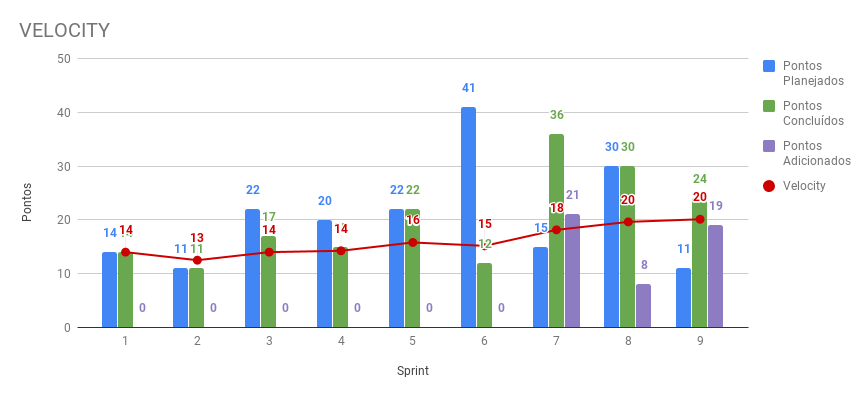 VELOCITY
50
40
30
20
10
0
Pontos
14 14 0
11 13 11 0
22 17 14 0
20 14 0
22 22 16 0
41 15 12 0
15 36 18 21
30 30 20 8
11 24 20 19
1 2 3 4 5 6 7 8 9
Sprint
Pontos
Planejados
Pontos
Concluídos
Pontos
Adicionados
Velocity